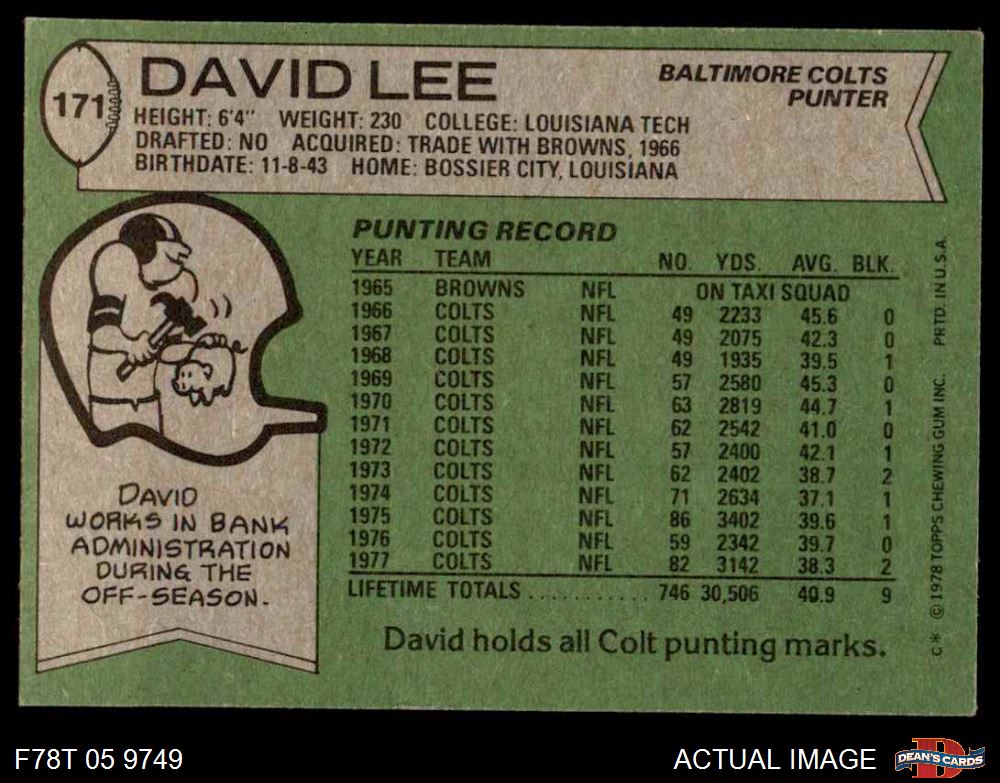 171
DAVID LEE
BALTIMORE COLTS
PUNTER
HEIGHT: 6'4" WEIGHT: 230 COLLEGE: LOUISIANA TECH
DRAFTED: NO ACQUIRED: TRADE WITH BROWNS, 1966
BIRTHDATE: 11-8-43 HOME: BOSSIER CITY, LOUISIANA
DAVID
WORKS IN BANK
ADMINISTRATION
DURING THE
OFF-SEASON.
PUNTING RECORD
YEAR TEAM NO. YDS. AVG. BLK.
1965 BROWNS NFL ON TAXI SQUAD
1966 COLTS NFL 49 2233 45.6 0
1967 COLTS NFL 49 2075 42.3 0
1968 COLTS NFL 49 1935 39.5 1
1969 COLTS NFL 57 2580 45.3 0
1970 COLTS NFL 63 2819 44.7 1
1971 COLTS NFL 62 2542 41.0 0
1972 COLTS NFL 57 2400 42.1 1
1973 COLTS NFL 62 2402 38.7 2
1974 COLTS NFL 71 2634 37.1 1
1975 COLTS NFL 86 3402 39.6 1
1976 COLTS NFL 59 2342 39.7 0
1977 COLTS NFL 82 3142 38.3 2
LIFETIME TOTALS ........... 746 30,506 40.9 9
David holds all Colt punting marks.
C* © 1978 TOPPS CHEWING GUM INC. PRTD. IN U.S.A.
F78T 05 9749
ACTUAL IMAGE
D
DEAN'S CARDS